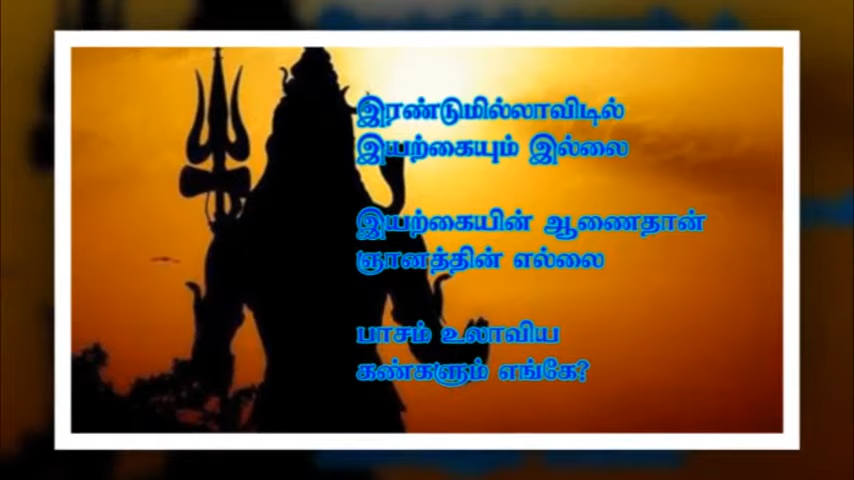 இரண்டுமில்லாவிடில்
இயற்கையும் இல்லை
இயற்கையின் ஆணைதான்
ஞானத்தின் எல்லை
பாசம் உலாவிய
கண்களும் எங்கே?